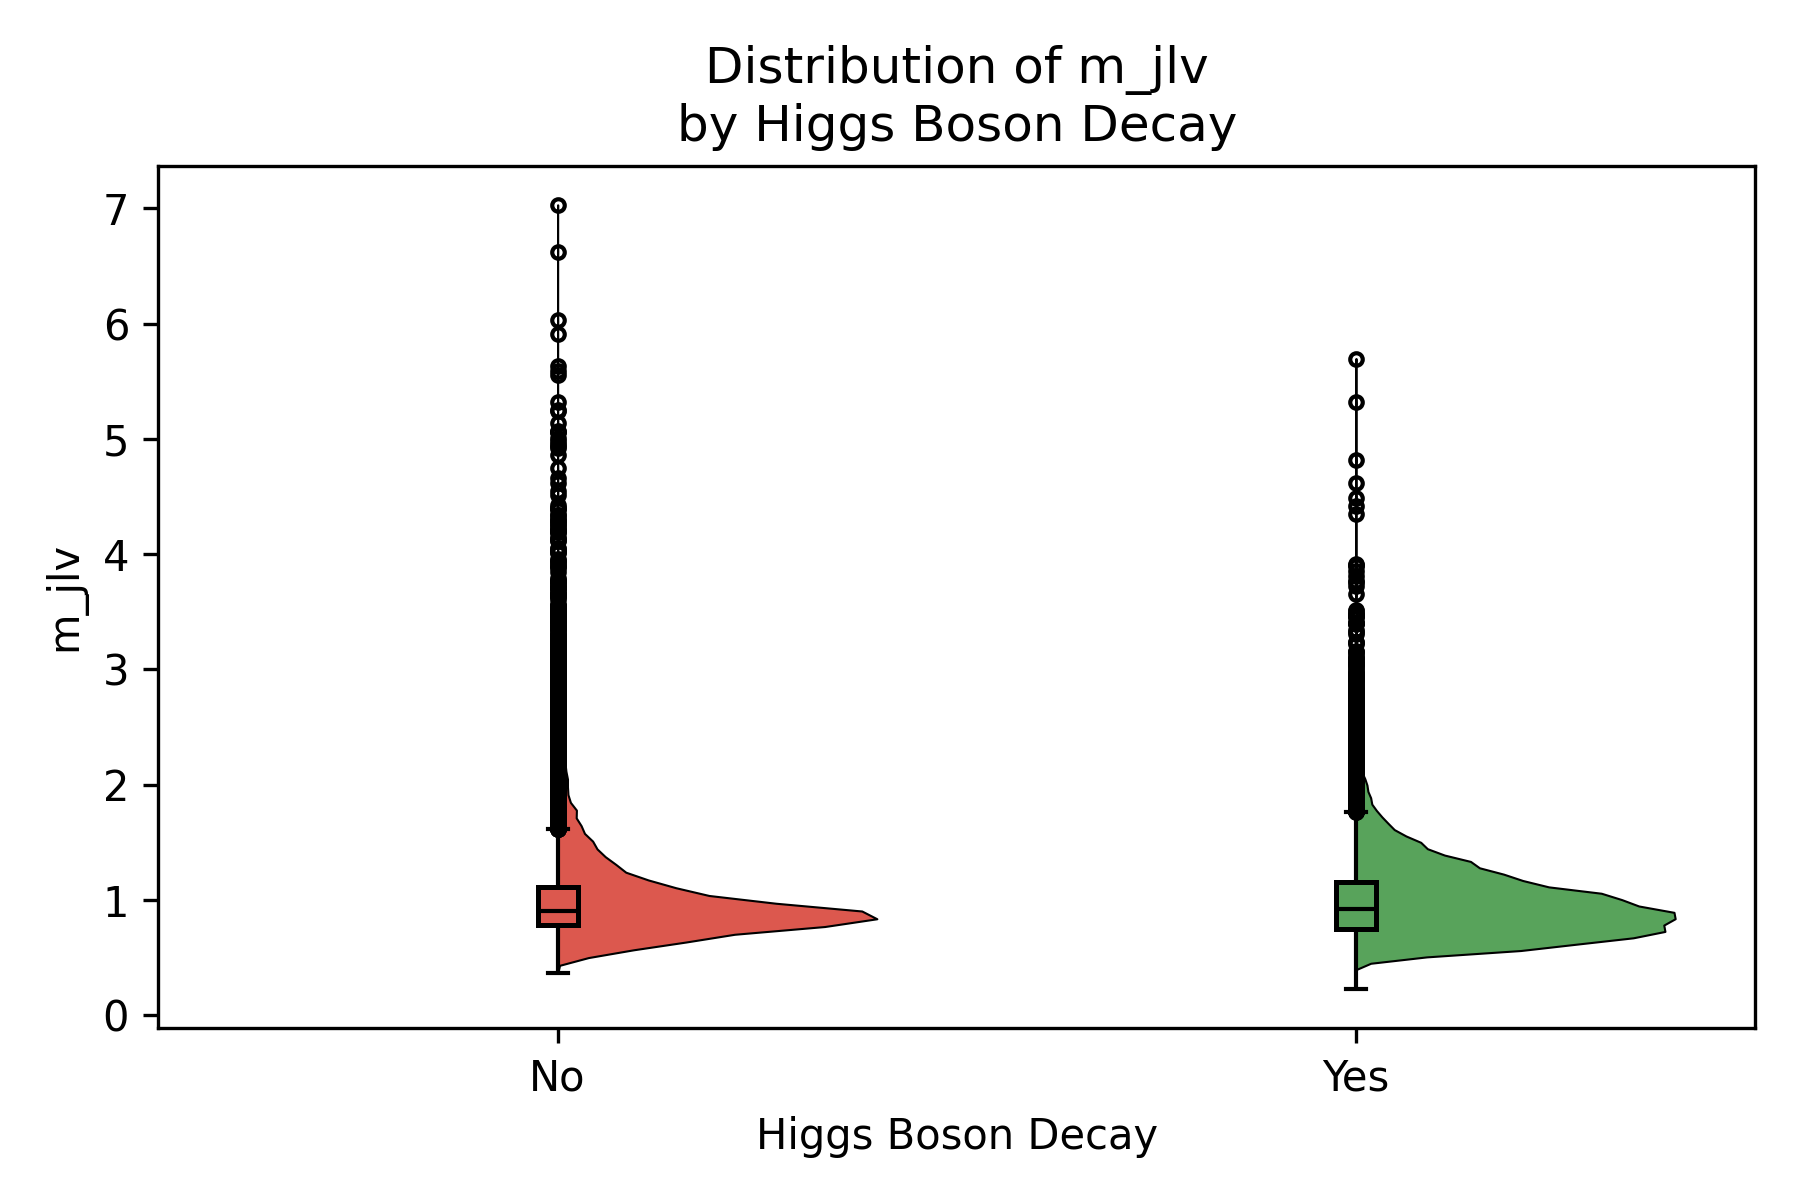 Distribution of m_jlv
by Higgs Boson Decay
7
6
5
4
3
2
1
0
m_jlv
No
Yes
Higgs Boson Decay